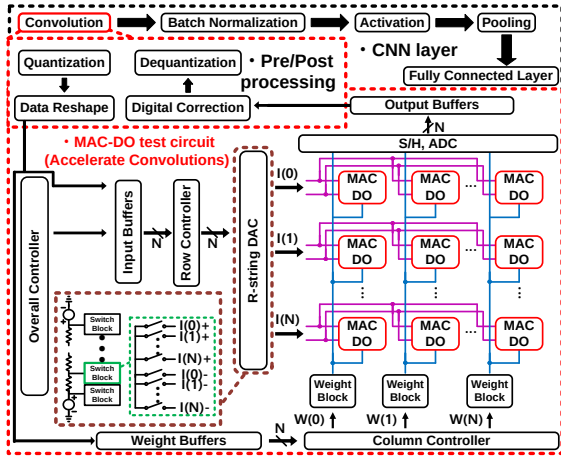 Convolution
Batch Normalization
Activation
Pooling
・CNN layer
Fully Connected Layer
Quantization
Dequantization
・Pre/Post
processing
Data Reshape
Digital Correction
Output Buffers
N
・MAC-DO test circuit
(Accelerate Convolutions)
S/H, ADC
Overall Controller
Input Buffers
N
Row Controller
N
R-string DAC
I(0)
I(1)
I(N)
MAC
DO
MAC
DO
...
MAC
DO
MAC
DO
MAC
DO
...
MAC
DO
MAC
DO
MAC
DO
...
MAC
DO
Switch
Block
Switch
Block
Switch
Block
I(0)+
I(1)+
I(N)+
I(0)-
I(1)-
I(N)-
Weight
Block
Weight
Block
Weight
Block
W(0)
W(1)
W(N)
Weight Buffers
N
Column Controller